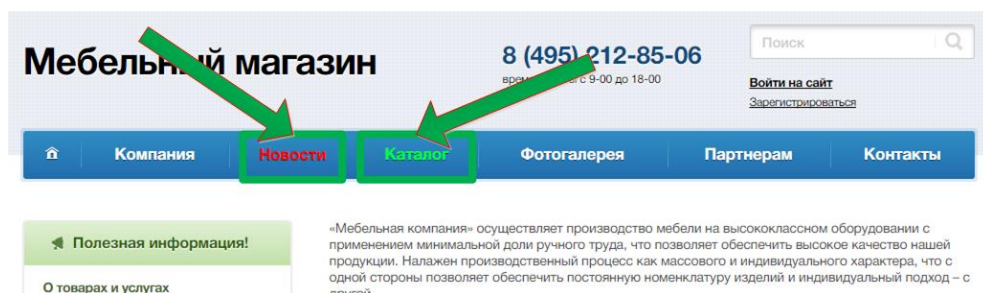 Мебельный магазин
8 (495) 212-85-06
с 9-00 до 18-00
Поиск
Войти на сайт
Зарегистрироваться
Компания Новости Каталог Фотогалерея Партнерам Контакты
Полезная информация!
О товарах и услугах
«Мебельная компания» осуществляет производство мебели на высококлассном оборудовании с
применением минимальной доли ручного труда, что позволяет обеспечить высокое качество нашей
продукции. Налажен производственный процесс как массового и индивидуального характера, что с
одной стороны позволяет обеспечить постоянную номенклатуру изделий и индивидуальный подход – с